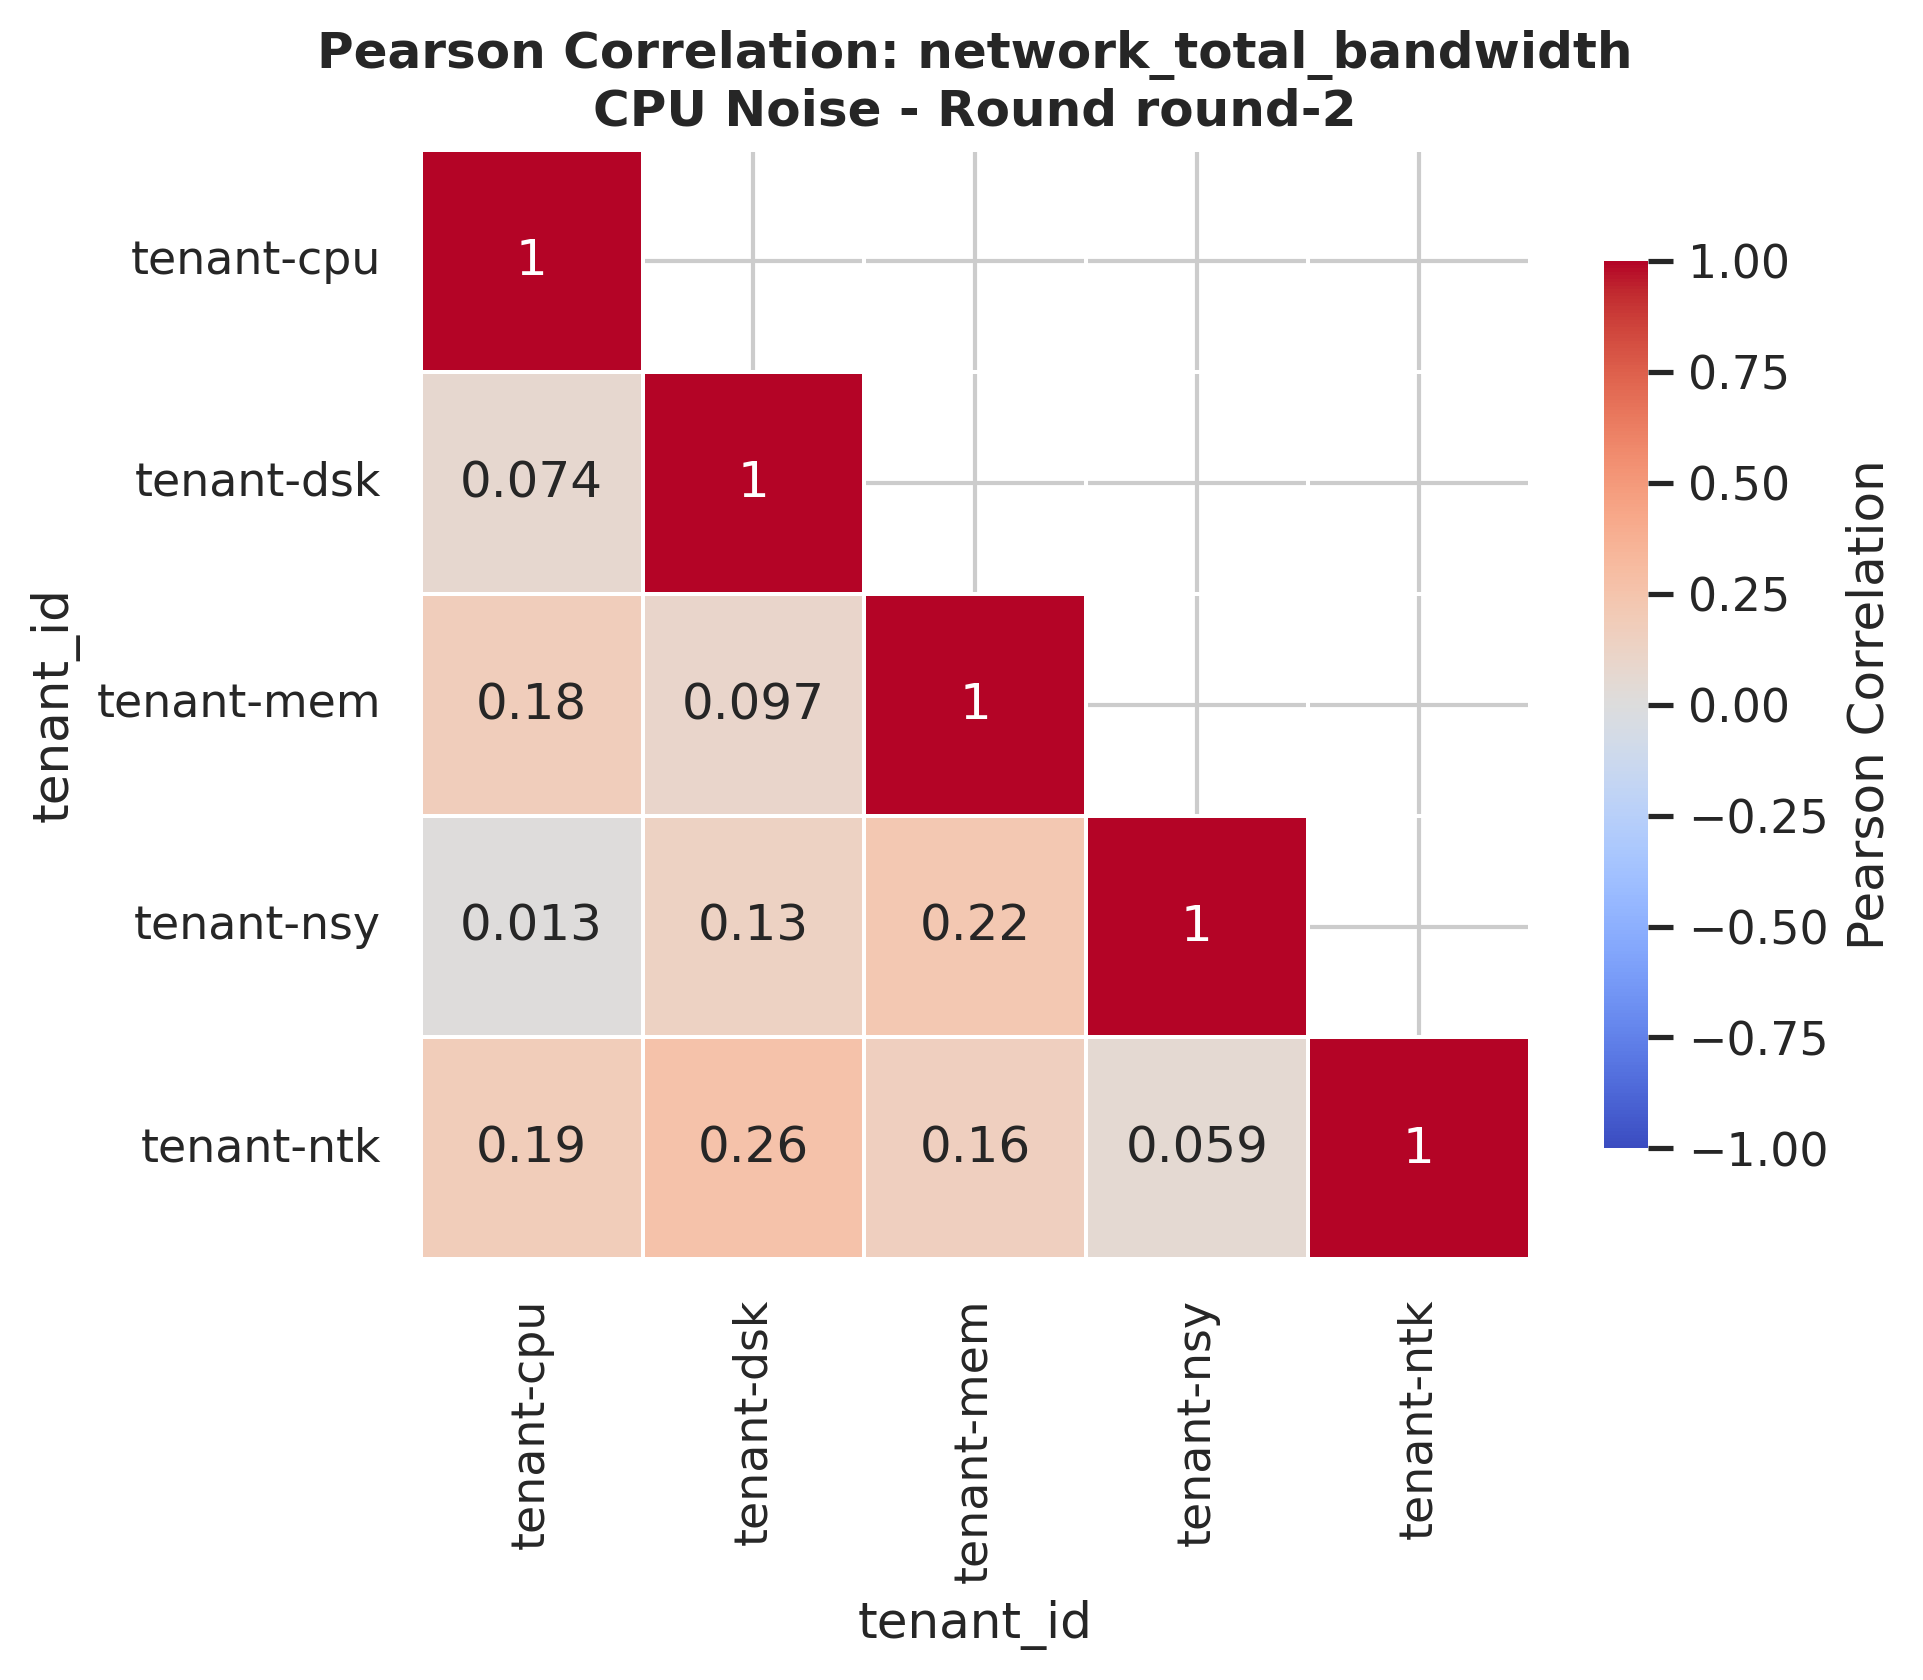 Pearson Correlation: network_total_bandwidth
CPU Noise - Round round-2
tenant_id
tenant-cpu
1
tenant-dsk
0.074 1
tenant-mem
0.18 0.097 1
tenant-nsy
0.013 0.13 0.22 1
tenant-ntk
0.19 0.26 0.16 0.059 1
tenant-cpu
tenant-dsk
tenant-mem
tenant-nsy
tenant-ntk
tenant_id
1.00
0.75
0.50
0.25
0.00
−0.25
−0.50
−0.75
−1.00
Pearson Correlation